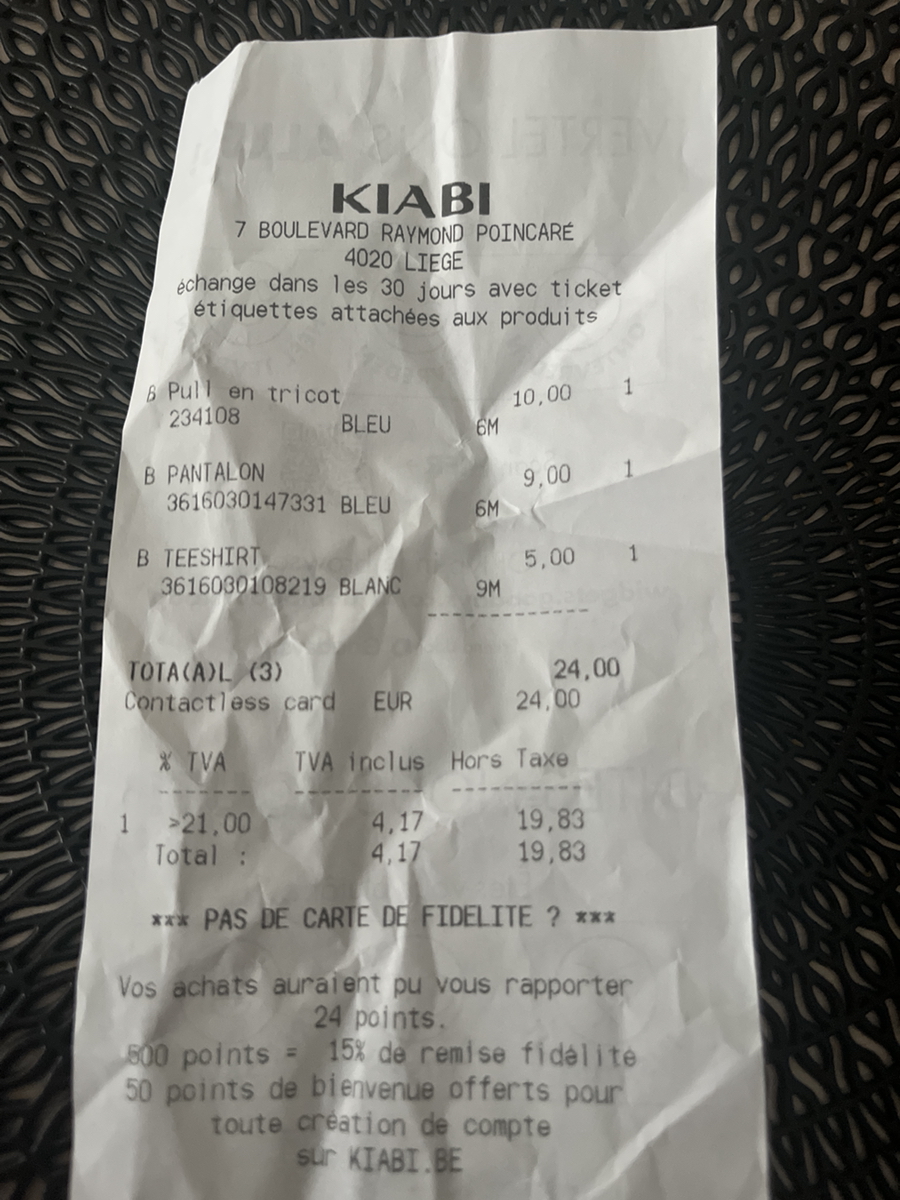 KIABI
7 BOULEVARD RAYMOND POINCARÉ
4020 LIEGE
échange dans les 30 jours avec ticket
étiquettes attachées aux produits
B Pull en tricot 10,00 1
234108 BLEU 6M
B PANTALON 9,00 1
3616030147331 BLEU 6M
B TEESHIRT 5,00 1
3616030108219 BLANC 9M
TOTA(A)L (3) 24,00
Contactless card EUR 24,00
% TVA TVA inclus Hors Taxe
1 >21,00 4,17 19,83
Total : 4,17 19,83
*** PAS DE CARTE DE FIDELITE ? ***
Vos achats auraient pu vous rapporter
24 points.
500 points = 15% de remise fidélité
50 points de bienvenue offerts pour
toute création de compte
sur KIABI.BE